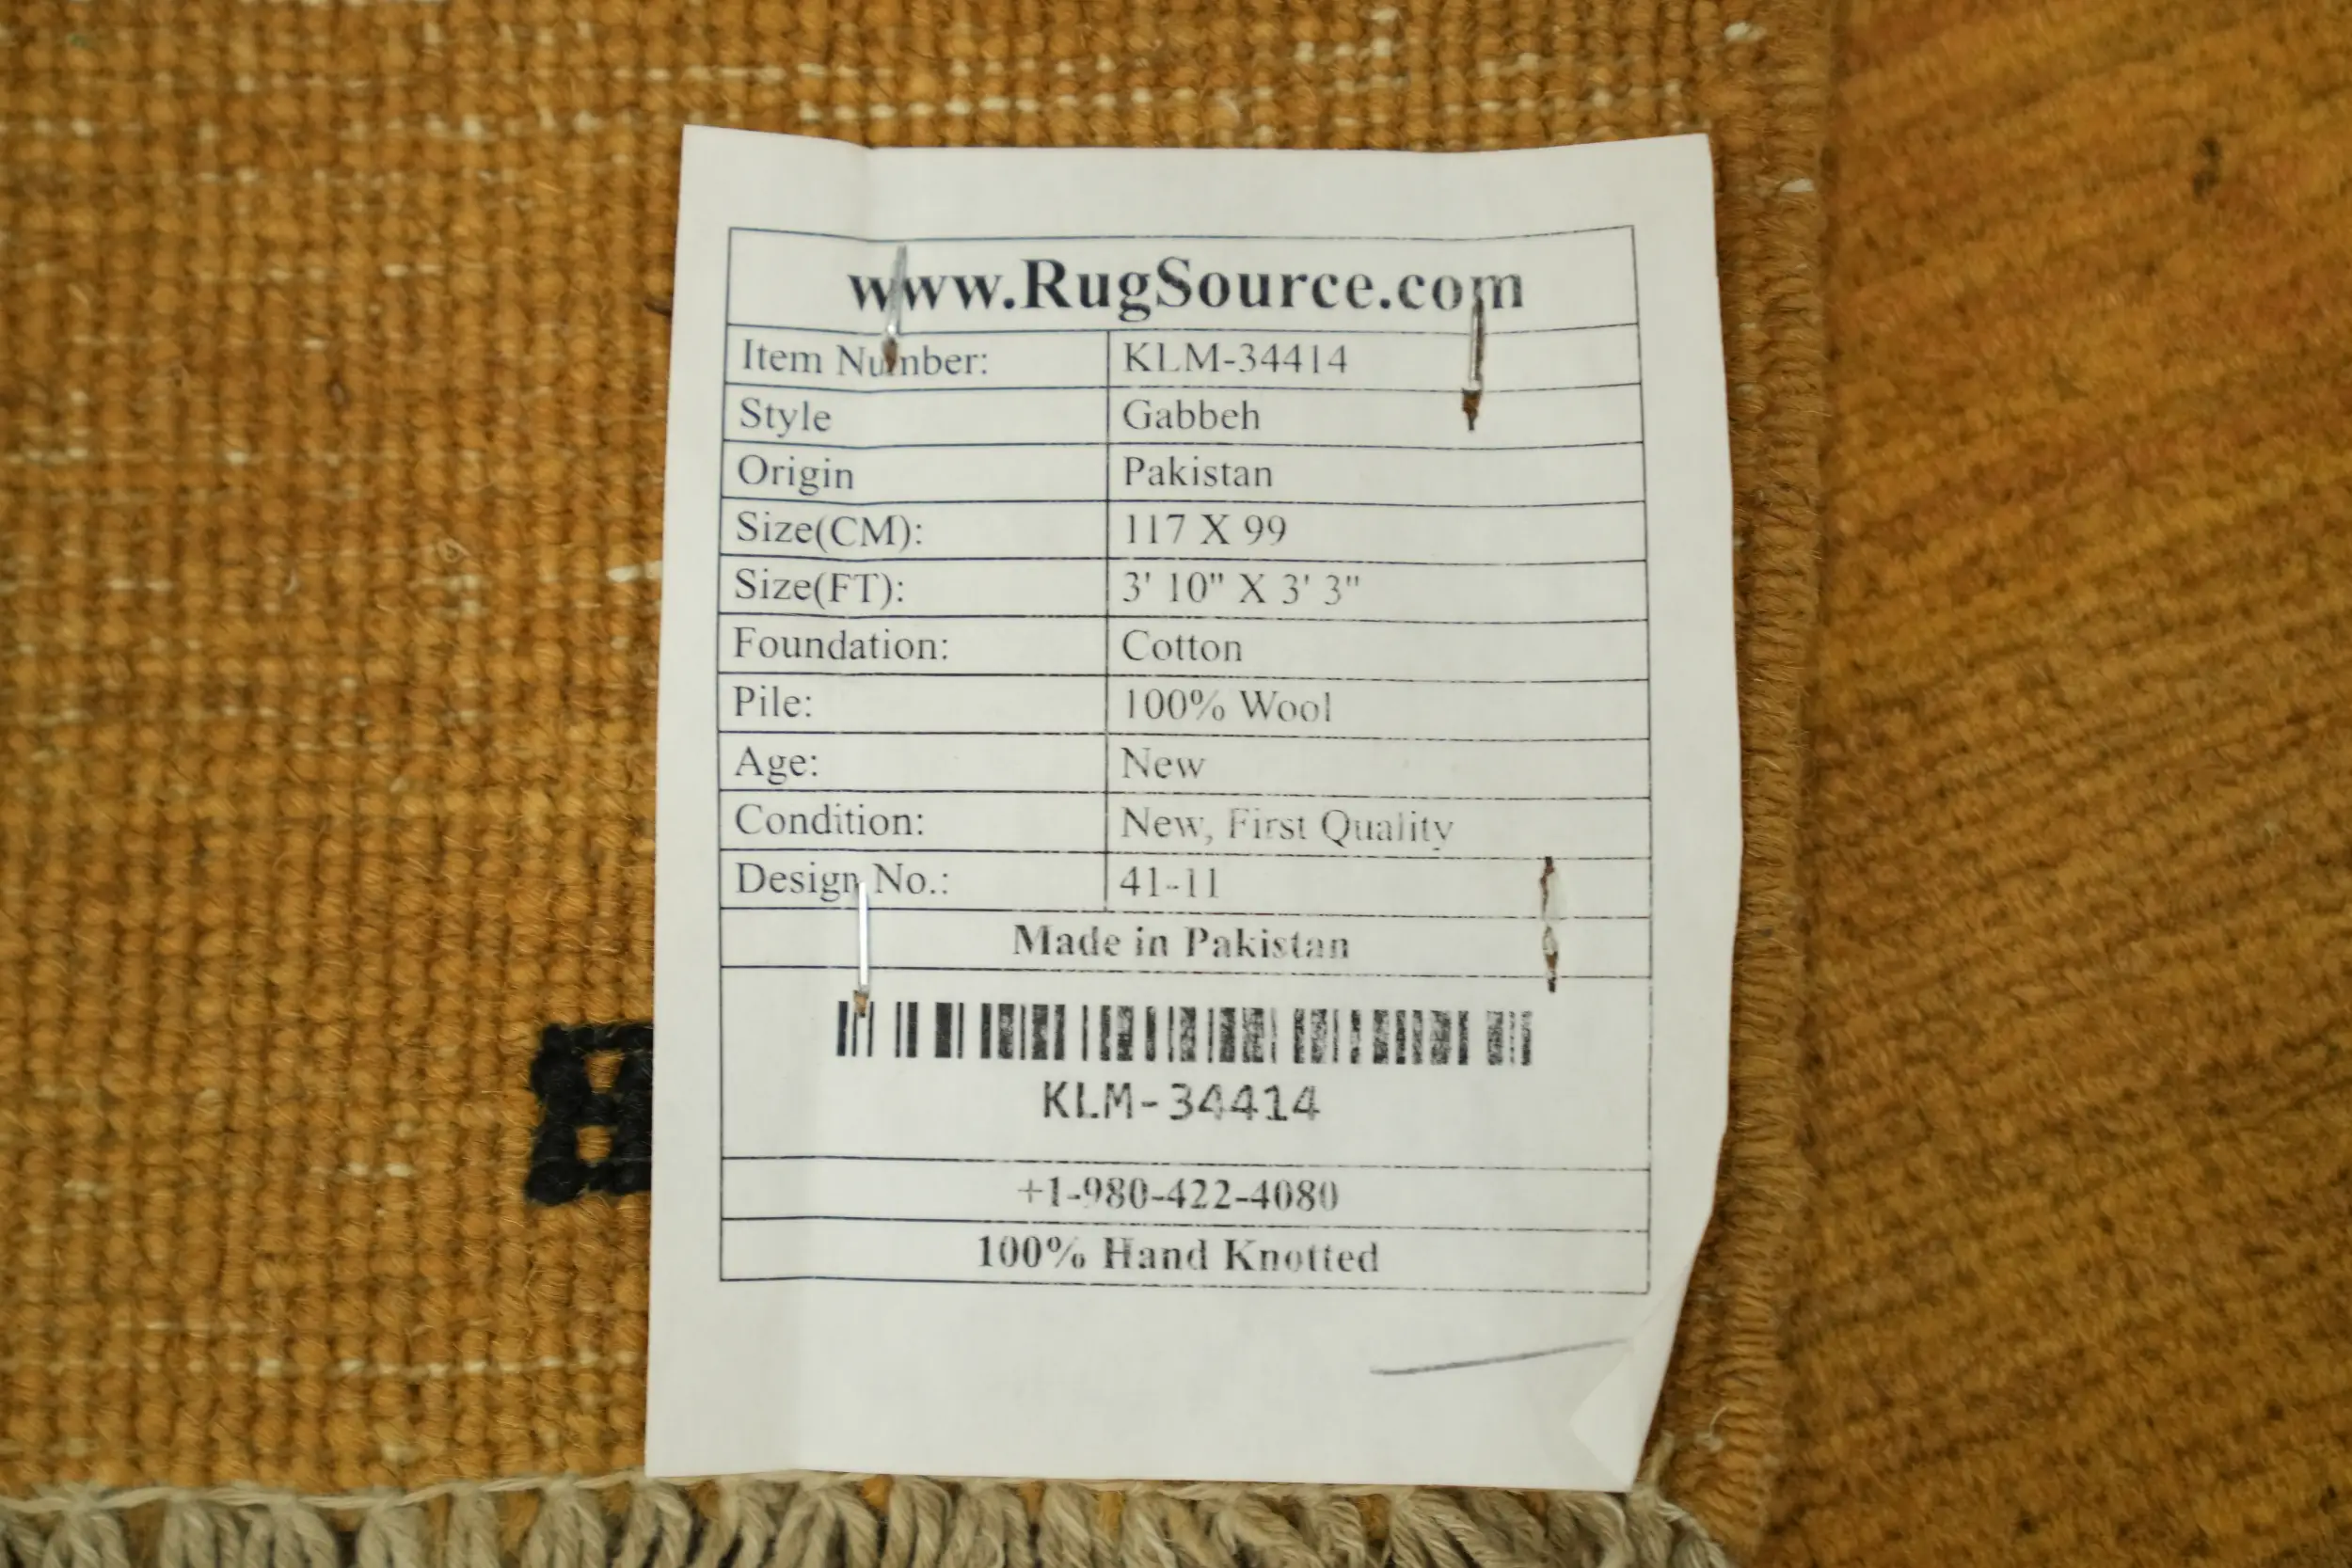 www.RugSource.com
Item Number: KLM-34414
Style Gabbeh
Origin Pakistan
Size(CM): 117 X 99
Size(FT): 3' 10" X 3' 3"
Foundation: Cotton
Pile: 100% Wool
Age: New
Condition: New, First Quality
Design No.: 41-11
Made in Pakistan
KLM-34414
+1-980-422-4080
100% Hand Knotted